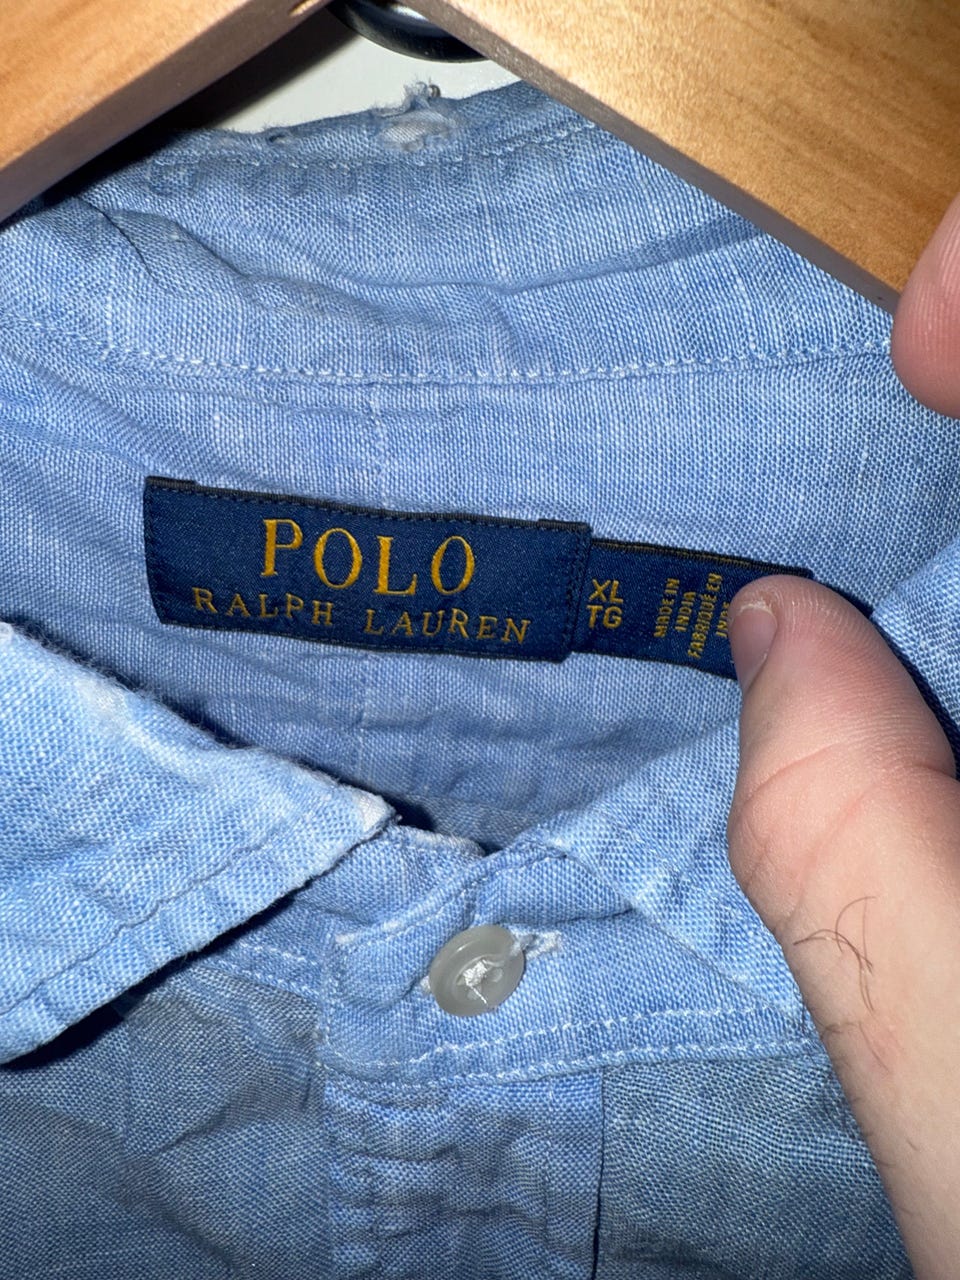 POLO
RALPH LAUREN
XL
TG
MADE IN
INDIA
FABRIQUÉ EN